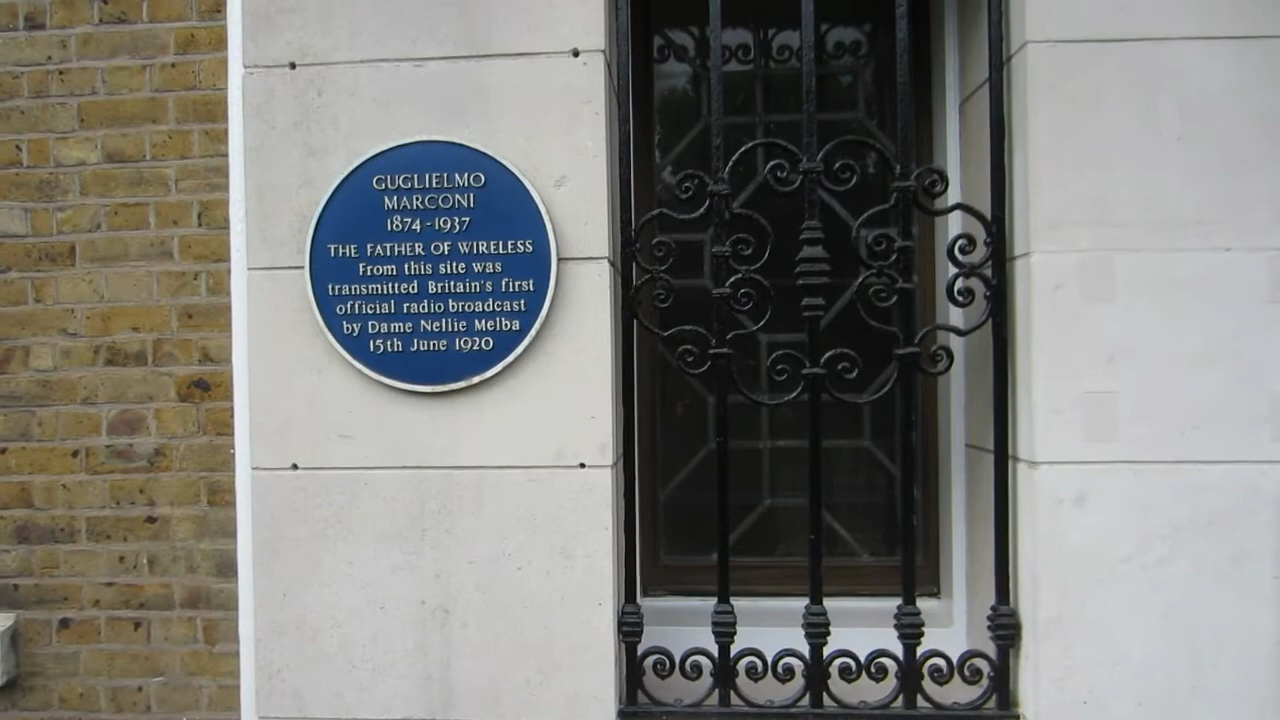 GUGLIELMO
MARCONI
1874-1937
THE FATHER OF WIRELESS
From this site was
transmitted Britain's first
official radio broadcast
by Dame Nellie Melba
15th June 1920